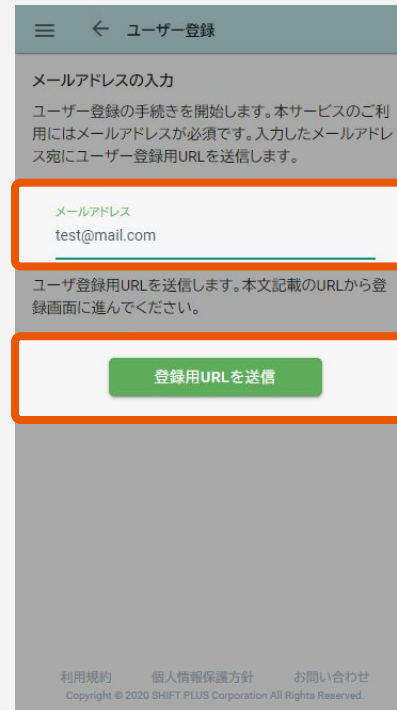 ユーザー登録
メールアドレスの入力
ユーザー登録の手続きを開始します。本サービスのご利
用にはメールアドレスが必須です。入力したメールアドレ
ス宛にユーザー登録用URLを送信します。
メールアドレス
test@mail.com
ユーザ登録用URLを送信します。本文記載のURLから登
録画面に進んでください。
登録用URLを送信
利用規約 個人情報保護方針 お問い合わせ
Copyright © 2020 SHIFT PLUS Corporation All Rights Reserved.